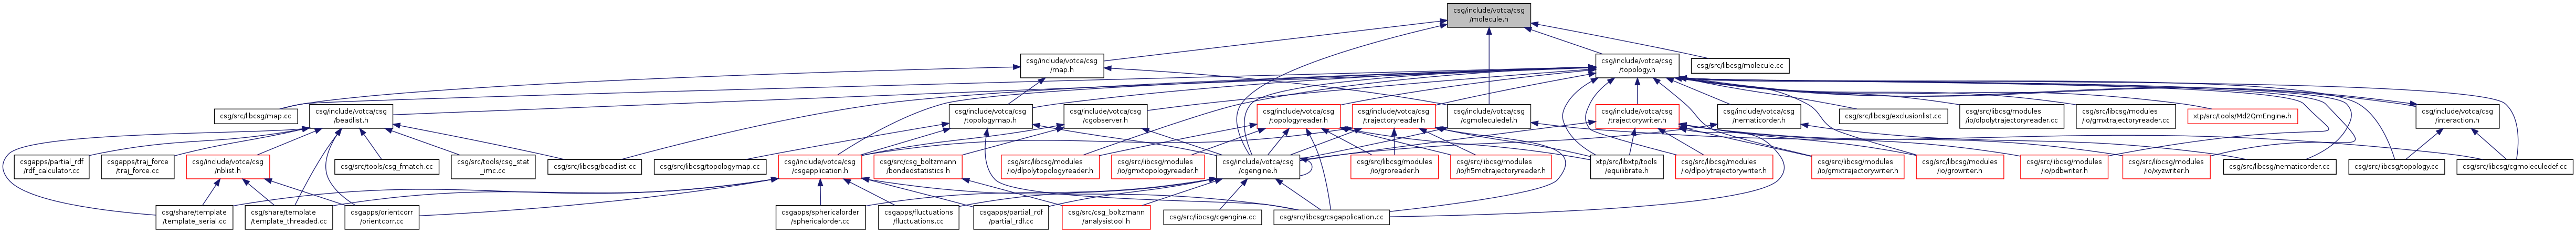 csg/include/votca/csg
/molecule.h
csg/include/votca/csg
/map.h
csg/include/votca/csg
/topology.h
csg/src/libcsg/molecule.cc
csg/src/libcsg/map.cc
csg/include/votca/csg
/beadlist.h
csg/include/votca/csg
/topologymap.h
csg/include/votca/csg
/cgobserver.h
csg/include/votca/csg
/topologyreader.h
csg/include/votca/csg
/trajectoryreader.h
csg/include/votca/csg
/cgmoleculedef.h
csg/include/votca/csg
/trajectorywriter.h
csg/include/votca/csg
/nematicorder.h
csg/src/libcsg/exclusionlist.cc
csg/src/libcsg/modules
/io/dlpolytrajectoryreader.cc
csg/src/libcsg/modules
/io/gmxtrajectoryreader.cc
xtp/src/tools/Md2QmEngine.h
csg/include/votca/csg
/interaction.h
csgapps/partial_rdf
/rdf_calculator.cc
csgapps/traj_force
/traj_force.cc
csg/include/votca/csg
/nblist.h
csg/src/tools/csg_fmatch.cc
csg/src/tools/csg_stat
_imc.cc
csg/src/libcsg/beadlist.cc
csg/src/libcsg/topologymap.cc
csg/include/votca/csg
/csgapplication.h
csg/src/csg_boltzmann
/bondedstatistics.h
csg/src/libcsg/modules
/io/dlpolytopologyreader.h
csg/src/libcsg/modules
/io/gmxtopologyreader.h
csg/include/votca/csg
/cgengine.h
csg/src/libcsg/modules
/io/groreader.h
csg/src/libcsg/modules
/io/h5mdtrajectoryreader.h
xtp/src/libxtp/tools
/equilibrate.h
csg/src/libcsg/modules
/io/dlpolytrajectorywriter.h
csg/src/libcsg/modules
/io/gmxtrajectorywriter.h
csg/src/libcsg/modules
/io/growriter.h
csg/src/libcsg/modules
/io/pdbwriter.h
csg/src/libcsg/modules
/io/xyzwriter.h
csg/src/libcsg/nematicorder.cc
csg/src/libcsg/topology.cc
csg/src/libcsg/cgmoleculedef.cc
csg/share/template
/template_serial.cc
csg/share/template
/template_threaded.cc
csgapps/orientcorr
/orientcorr.cc
csgapps/sphericalorder
/sphericalorder.cc
csgapps/fluctuations
/fluctuations.cc
csgapps/partial_rdf
/partial_rdf.cc
csg/src/csg_boltzmann
/analysistool.h
csg/src/libcsg/cgengine.cc
csg/src/libcsg/csgapplication.cc